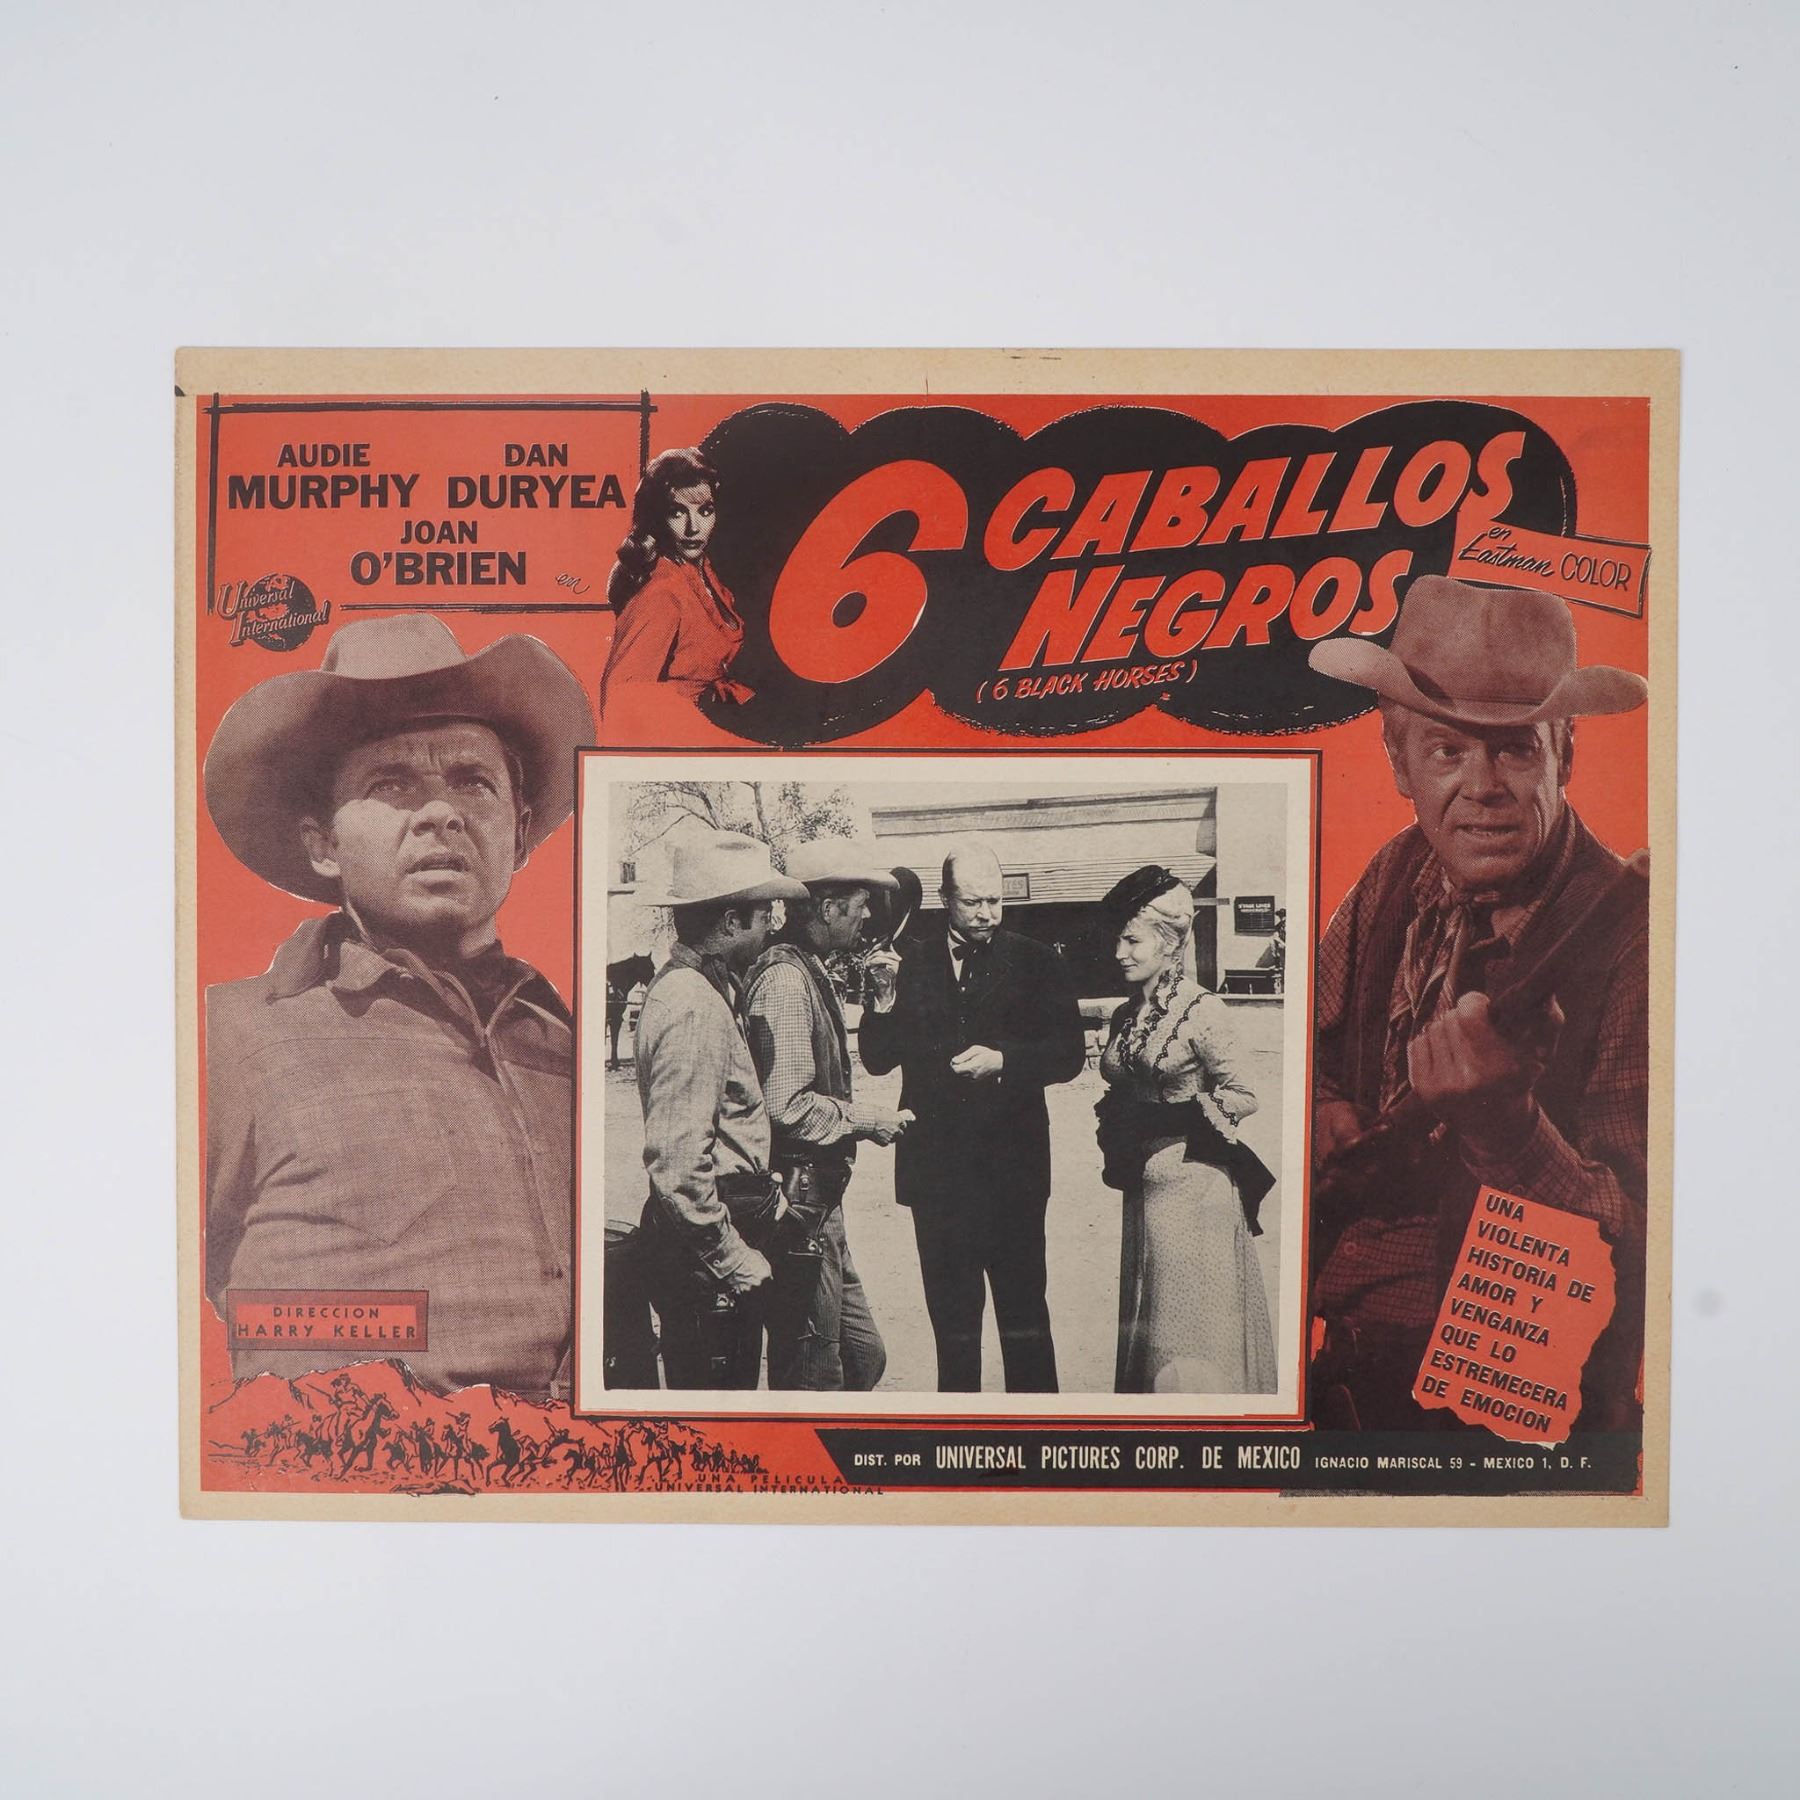 AUDIE
MURPHY
DAN
DURYEA
JOAN
O'BRIEN
en
Universal
International
6 CABALLOS
NEGROS
(6 BLACK HORSES)
en
Eastman COLOR
DIRECCION
HARRY KELLER
UNA
VIOLENTA
HISTORIA DE
AMOR Y
VENGANZA
QUE LO
ESTREMECERA
DE EMOCION
UNA PELICULA
UNIVERSAL INTERNATIONAL
DIST. POR UNIVERSAL PICTURES CORP. DE MEXICO IGNACIO MARISCAL 59 - MEXICO 1, D. F.